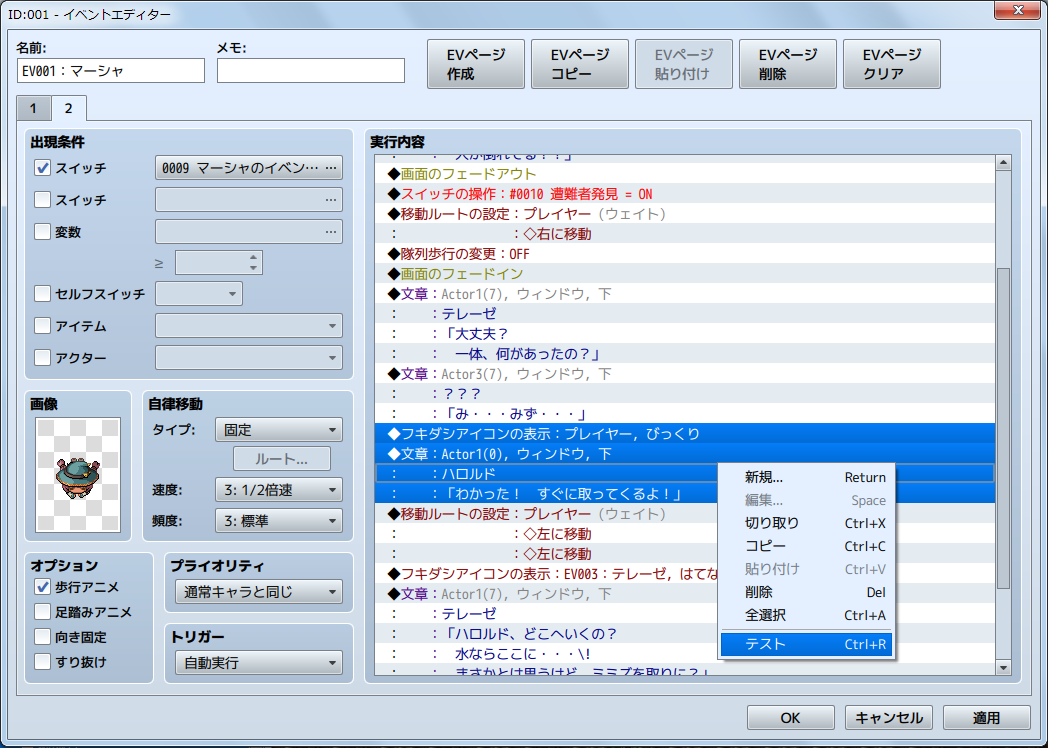 ID:001 - イベントエディター
名前:
メモ:
EV001：マーシャ
EVページ
作成
EVページ
コピー
EVページ
貼り付け
EVページ
削除
EVページ
クリア
1
2
出現条件
スイッチ
0009 マーシャのイベン… ...
スイッチ
...
変数
...
≥
セルフスイッチ
アイテム
アクター
画像
自律移動
タイプ:
固定
ルート...
速度:
3: 1/2倍速
頻度:
3: 標準
オプション
歩行アニメ
足踏みアニメ
向き固定
すり抜け
プライオリティ
通常キャラと同じ
トリガー
自動実行
実行内容
：　　：「人が倒れてる！！」
◆画面のフェードアウト
◆スイッチの操作：#0010 遭難者発見 = ON
◆移動ルートの設定：プレイヤー (ウェイト)
：　　　　　　　　：◇右に移動
◆隊列歩行の変更：OFF
◆画面のフェードイン
◆文章：Actor1(7), ウィンドウ, 下
：　　：テレーゼ
：　　：「大丈夫？
：　　：　一体、何があったの？」
◆文章：Actor3(7), ウィンドウ, 下
：　　：？？？
：　　：「み・・・みず・・・」
◆フキダシアイコンの表示：プレイヤー, びっくり
◆文章：Actor1(0), ウィンドウ, 下
：　　：ハロルド
：　　：「わかった！　すぐに取ってくるよ！」
◆移動ルートの設定：プレイヤー (ウェイト)
：　　　　　　　　：◇左に移動
：　　　　　　　　：◇左に移動
◆フキダシアイコンの表示：EV003：テレーゼ, はてな
◆文章：Actor1(7), ウィンドウ, 下
：　　：テレーゼ
：　　：「ハロルド、どこへいくの？
：　　：　水ならここに・・・\!
：　　：　まさかとは思うけど、ミミズを取りに？」
新規... Return
編集... Space
切り取り Ctrl+X
コピー Ctrl+C
貼り付け Ctrl+V
削除 Del
全選択 Ctrl+A
テスト Ctrl+R
OK
キャンセル
適用